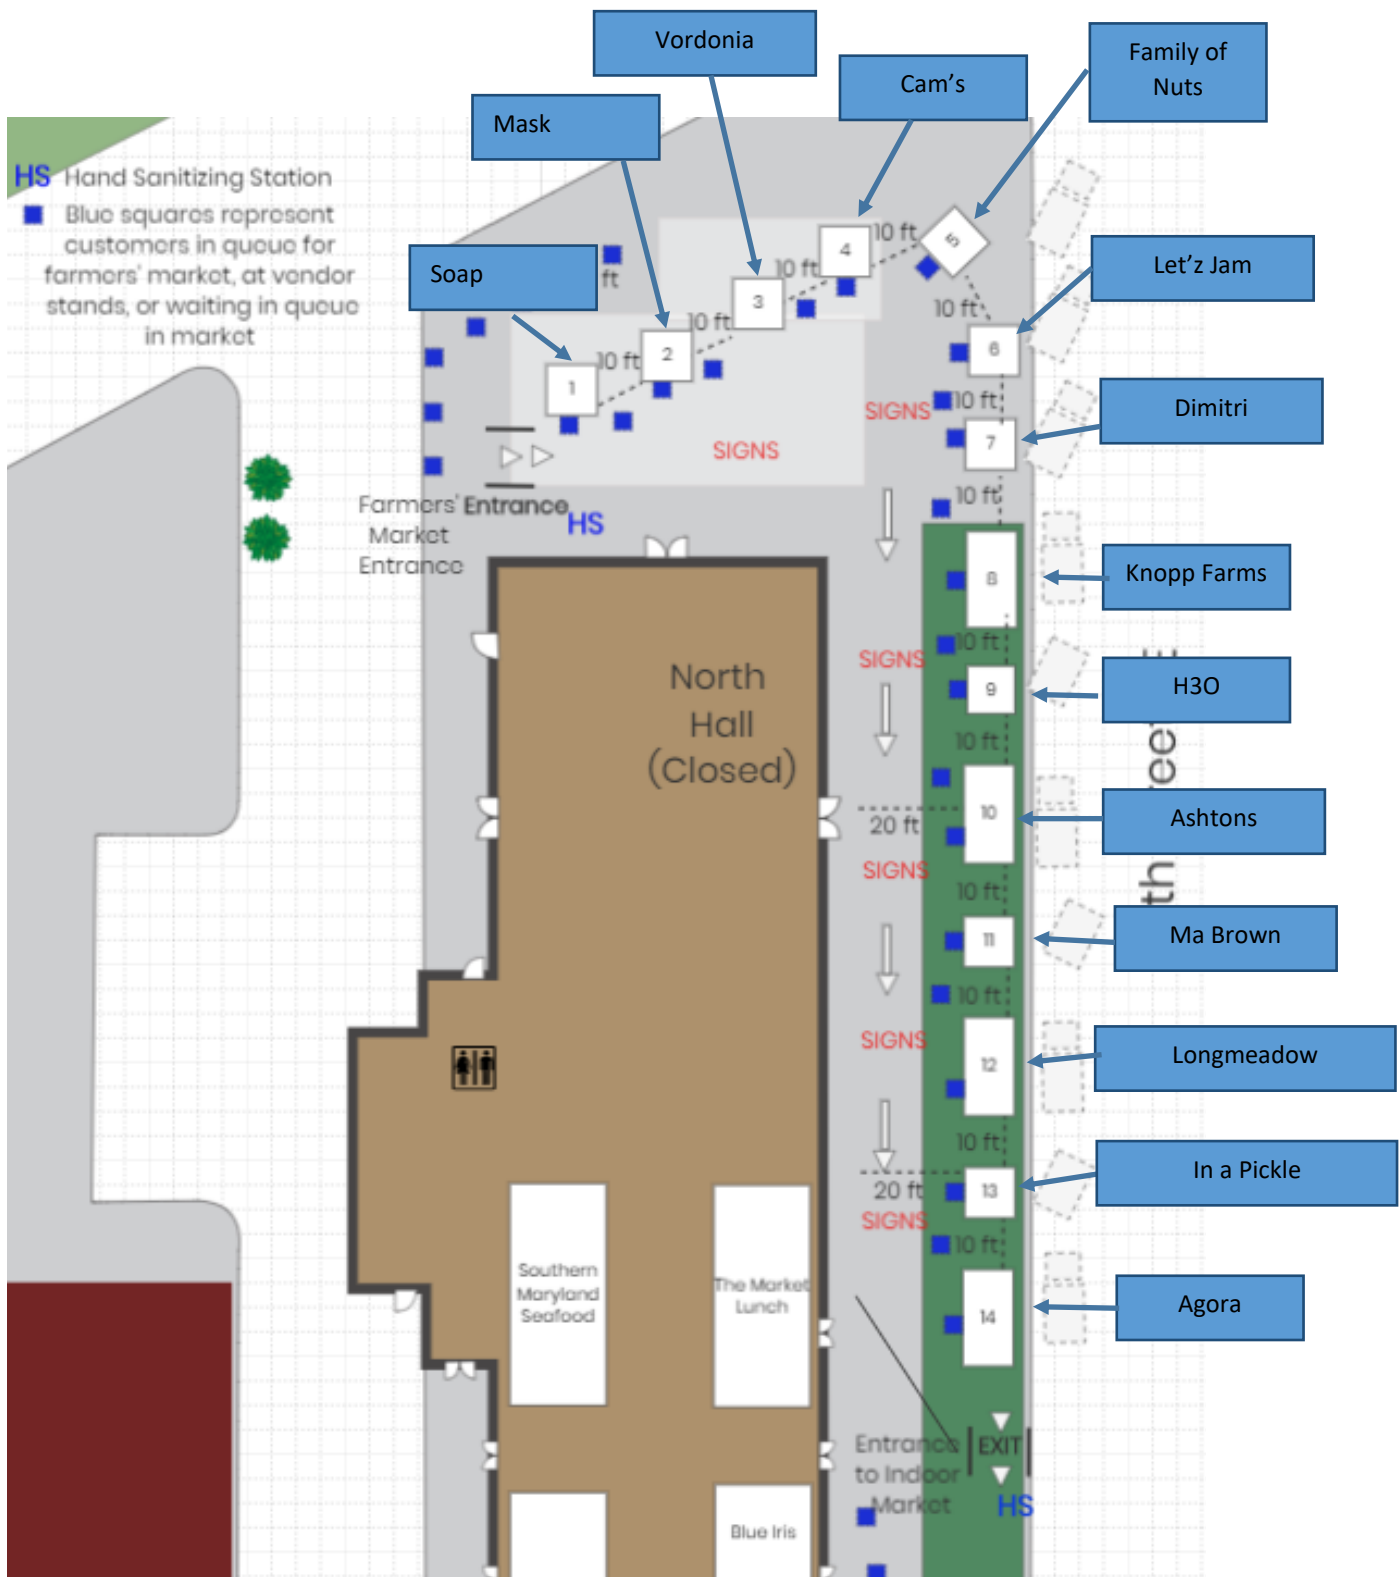 Vordonia
Family of
Nuts
Cam's
Mask
HS Hand Sanitizing Station
Blue squares represent
customers in queue for
farmers' market, at vendor
stands, or waiting in queue
in market
Soap
ft
Let'z Jam
10 ft
5
4
10 ft
3
10 ft
10 ft
2
10 ft
6
1
Dimitri
SIGNS
10 ft
7
SIGNS
10 ft
Farmers'
Market
Entrance
Entrance
HS
Knopp Farms
8
10 ft
SIGNS
H3O
9
North
Hall
(Closed)
10 ft
Ashtons
10
20 ft
SIGNS
th
10 ft
Ma Brown
11
10 ft
SIGNS
Longmeadow
12
10 ft
In a Pickle
13
20 ft
SIGNS
10 ft
Agora
14
Southern
Maryland
Seafood
The Market
Lunch
Entrance
to Indoor
Market
EXIT
HS
Blue Iris